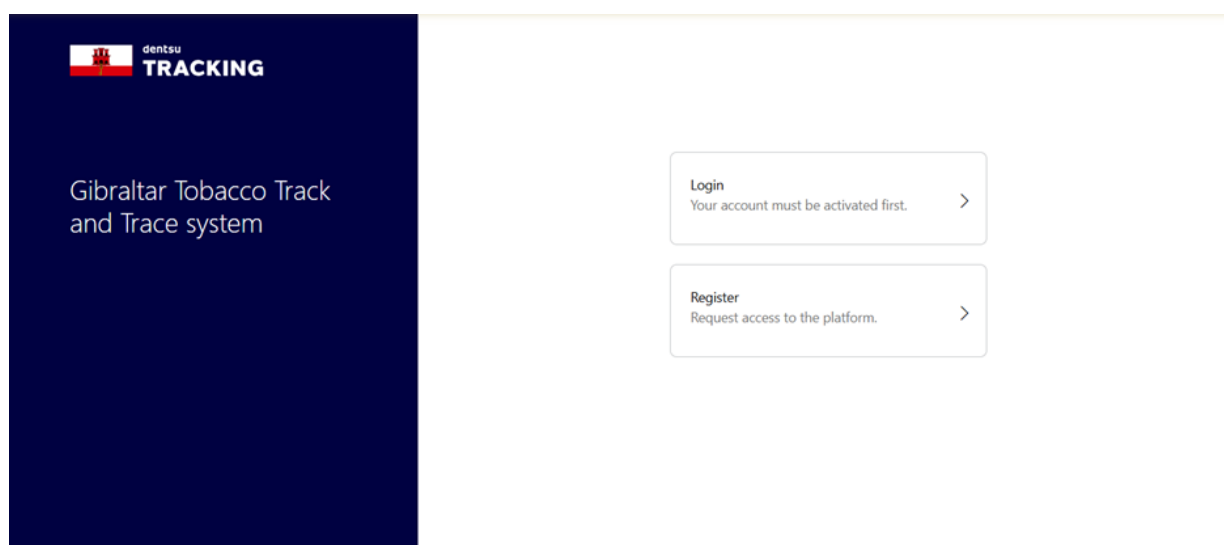 dentsu
TRACKING
Gibraltar Tobacco Track
and Trace system
Login
Your account must be activated first.
Register
Request access to the platform.